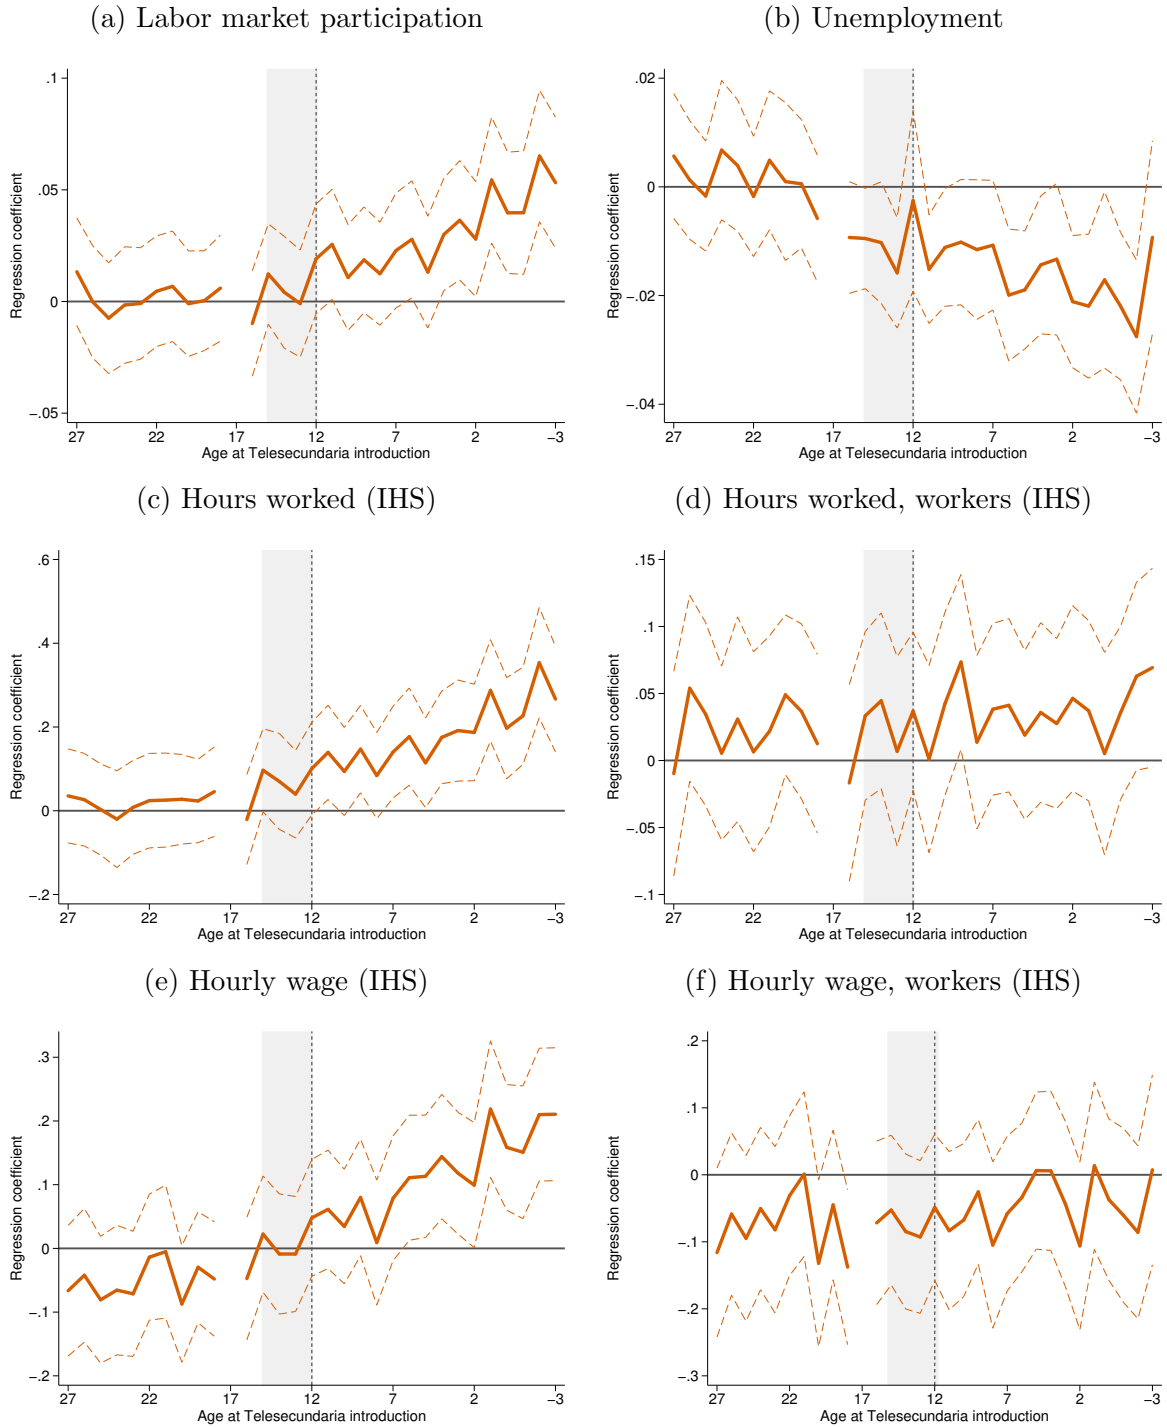 (a) Labor market participation
(b) Unemployment
.1
.05
0
−.05
Regression coefficient
27 22 17 12 7 2 −3
Age at Telesecundaria introduction
.02
0
−.02
−.04
Regression coefficient
27 22 17 12 7 2 −3
Age at Telesecundaria introduction
(c) Hours worked (IHS)
(d) Hours worked, workers (IHS)
.6
.4
.2
0
−.2
Regression coefficient
27 22 17 12 7 2 −3
Age at Telesecundaria introduction
.15
.1
.05
0
−.05
−.1
Regression coefficient
27 22 17 12 7 2 −3
Age at Telesecundaria introduction
(e) Hourly wage (IHS)
(f) Hourly wage, workers (IHS)
.3
.2
.1
0
−.1
−.2
Regression coefficient
27 22 17 12 7 2 −3
Age at Telesecundaria introduction
.2
.1
0
−.1
−.2
−.3
Regression coefficient
27 22 17 12 7 2 −3
Age at Telesecundaria introduction